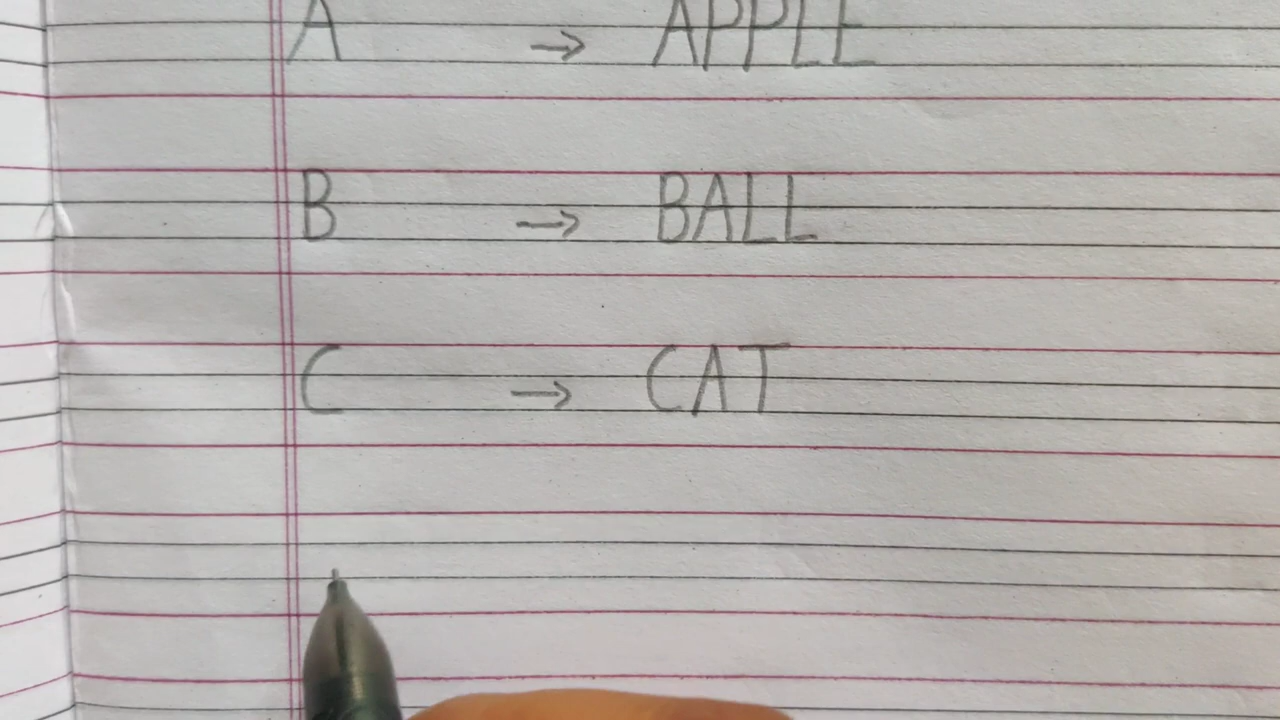 A → APPLE
B → BALL
C → CAT